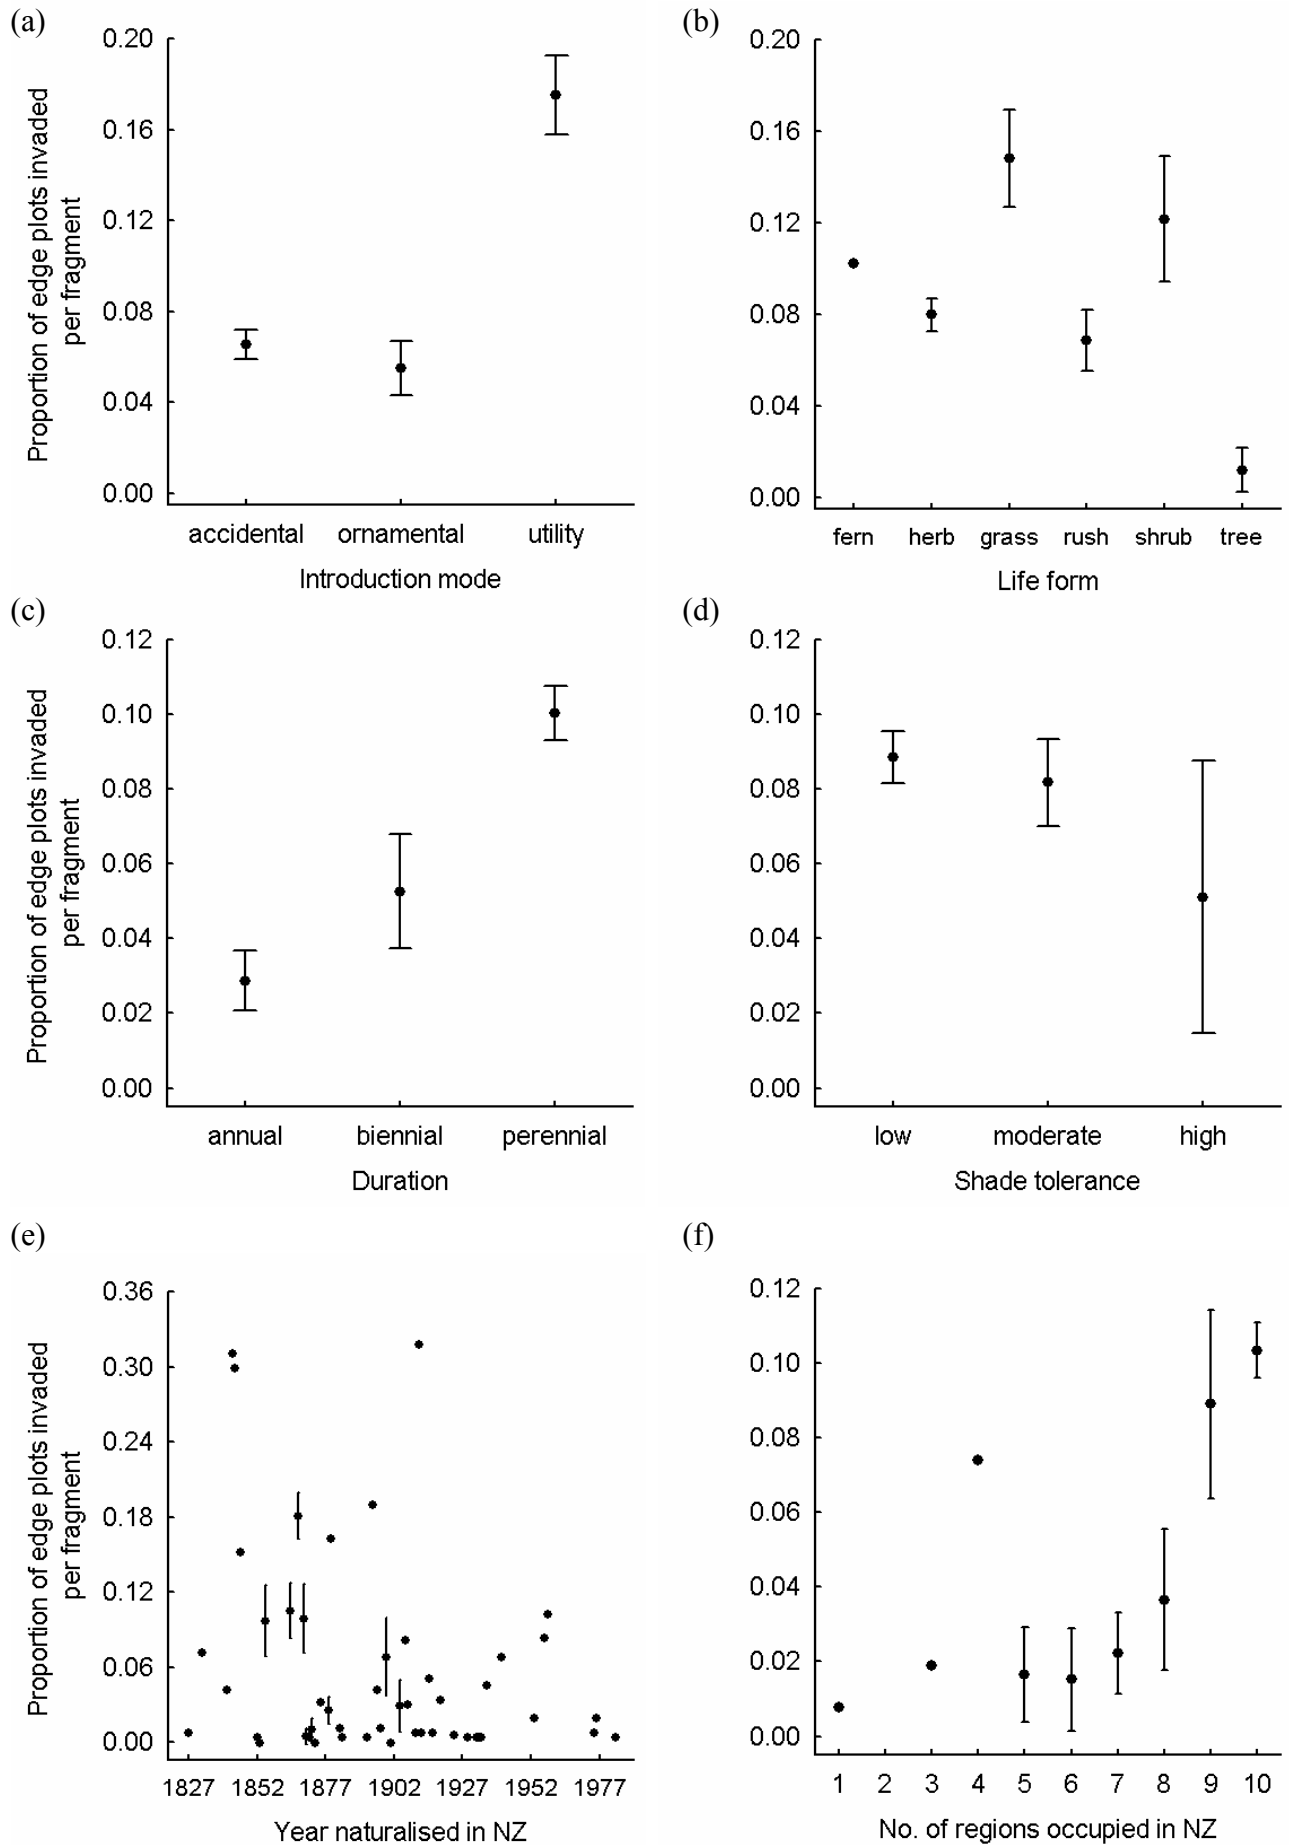 (a)
0.20
0.16
0.12
0.08
0.04
0.00
Proportion of edge plots invaded
per fragment
accidental ornamental utility
Introduction mode
(b)
0.20
0.16
0.12
0.08
0.04
0.00
fern herb grass rush shrub tree
Life form
(c)
0.12
0.10
0.08
0.06
0.04
0.02
0.00
Proportion of edge plots invaded
per fragment
annual biennial perennial
Duration
(d)
0.12
0.10
0.08
0.06
0.04
0.02
0.00
low moderate high
Shade tolerance
(e)
0.36
0.30
0.24
0.18
0.12
0.06
0.00
Proportion of edge plots invaded
per fragment
1827 1852 1877 1902 1927 1952 1977
Year naturalised in NZ
(f)
0.12
0.10
0.08
0.06
0.04
0.02
0.00
1 2 3 4 5 6 7 8 9 10
No. of regions occupied in NZ